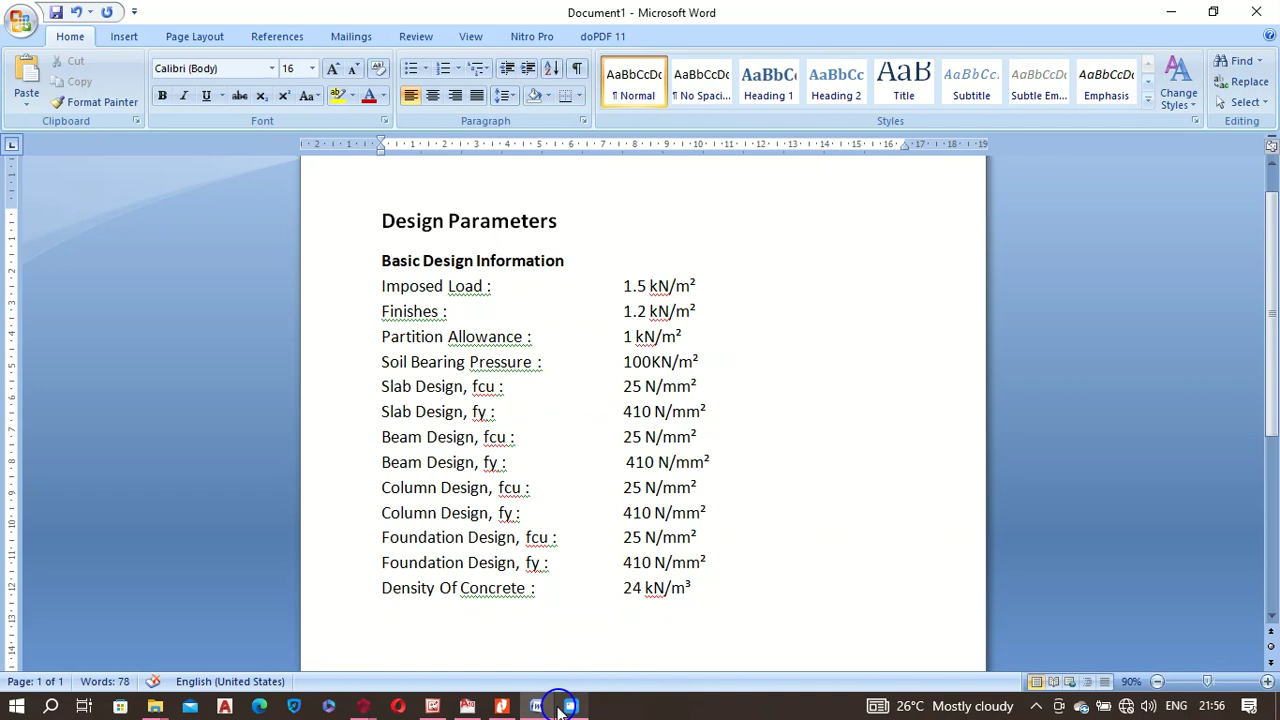 Document1 - Microsoft Word
Home Insert Page Layout References Mailings Review View Nitro Pro doPDF 11
Paste
Cut
Copy
Format Painter
Clipboard
Calibri (Body) 16
Font
Paragraph
AaBbCcDc AaBbCcDc AaBbCc AaBbCc AaB AaBbCc. AaBbCcDc AaBbCcDc
¶ Normal ¶ No Spaci... Heading 1 Heading 2 Title Subtitle Subtle Em... Emphasis
Change Styles
Styles
Find
Replace
Select
Editing
Design Parameters
Basic Design Information
Imposed Load : 1.5 kN/m²
Finishes : 1.2 kN/m²
Partition Allowance : 1 kN/m²
Soil Bearing Pressure : 100KN/m²
Slab Design, fcu : 25 N/mm²
Slab Design, fy : 410 N/mm²
Beam Design, fcu : 25 N/mm²
Beam Design, fy : 410 N/mm²
Column Design, fcu : 25 N/mm²
Column Design, fy : 410 N/mm²
Foundation Design, fcu : 25 N/mm²
Foundation Design, fy : 410 N/mm²
Density Of Concrete : 24 kN/m³
Page: 1 of 1 Words: 78 English (United States) 90%
26°C Mostly cloudy ENG 21:56